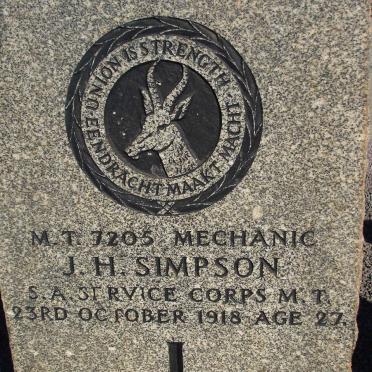 UNION IS STRENGTH
EENDRACHT MAAKT MACHT
M.T. 7205 MECHANIC
J. H. SIMPSON
S. A. SERVICE CORPS M. T.
23RD OCTOBER 1918 AGE 27.